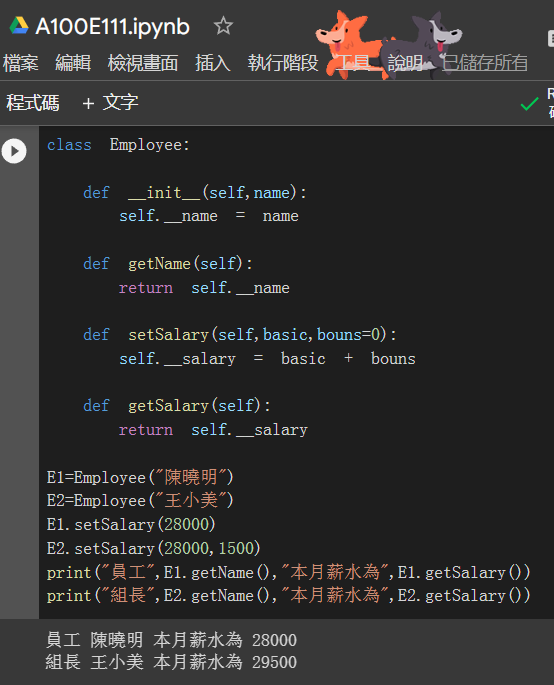 A100E111.ipynb
檔案 編輯 檢視畫面 插入 執行階段 工具 說明 已儲存所有
程式碼 + 文字
class Employee:
def __init__(self,name):
self.__name = name
def getName(self):
return self.__name
def setSalary(self,basic,bouns=0):
self.__salary = basic + bouns
def getSalary(self):
return self.__salary
E1=Employee("陳曉明")
E2=Employee("王小美")
E1.setSalary(28000)
E2.setSalary(28000,1500)
print("員工",E1.getName(),"本月薪水為",E1.getSalary())
print("組長",E2.getName(),"本月薪水為",E2.getSalary())
員工 陳曉明 本月薪水為 28000
組長 王小美 本月薪水為 29500